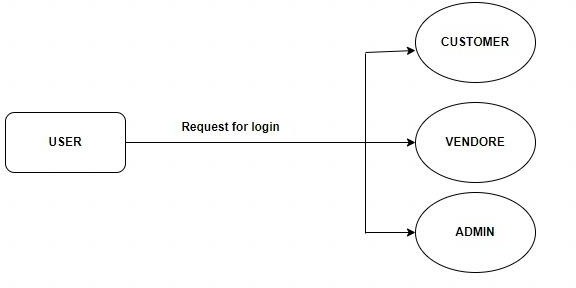 CUSTOMER
Request for login
USER
VENDORE
ADMIN